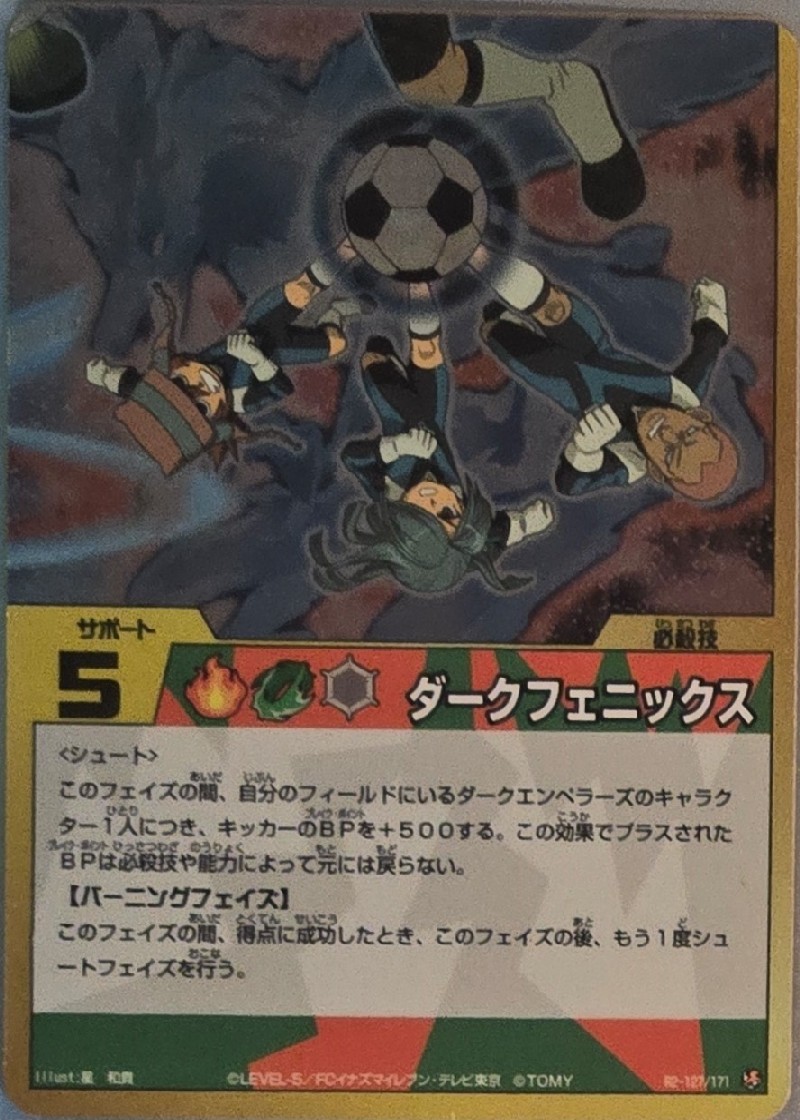 サポート
必殺技
5
ダークフェニックス
<シュート>
このフェイズの間、自分のフィールドにいるダークエンペラーズのキャラク
ター1人につき、キッカーのBPを+500する。この効果でプラスされた
BPは必殺技や能力によって元には戻らない。
【バーニングフェイズ】
このフェイズの間、得点に成功したとき、このフェイズの後、もう1度シュ
ートフェイズを行う。
Illust:星 和貴
©LEVEL-5/FCイナズマイレブン・テレビ東京 ©TOMY
R2-127/171